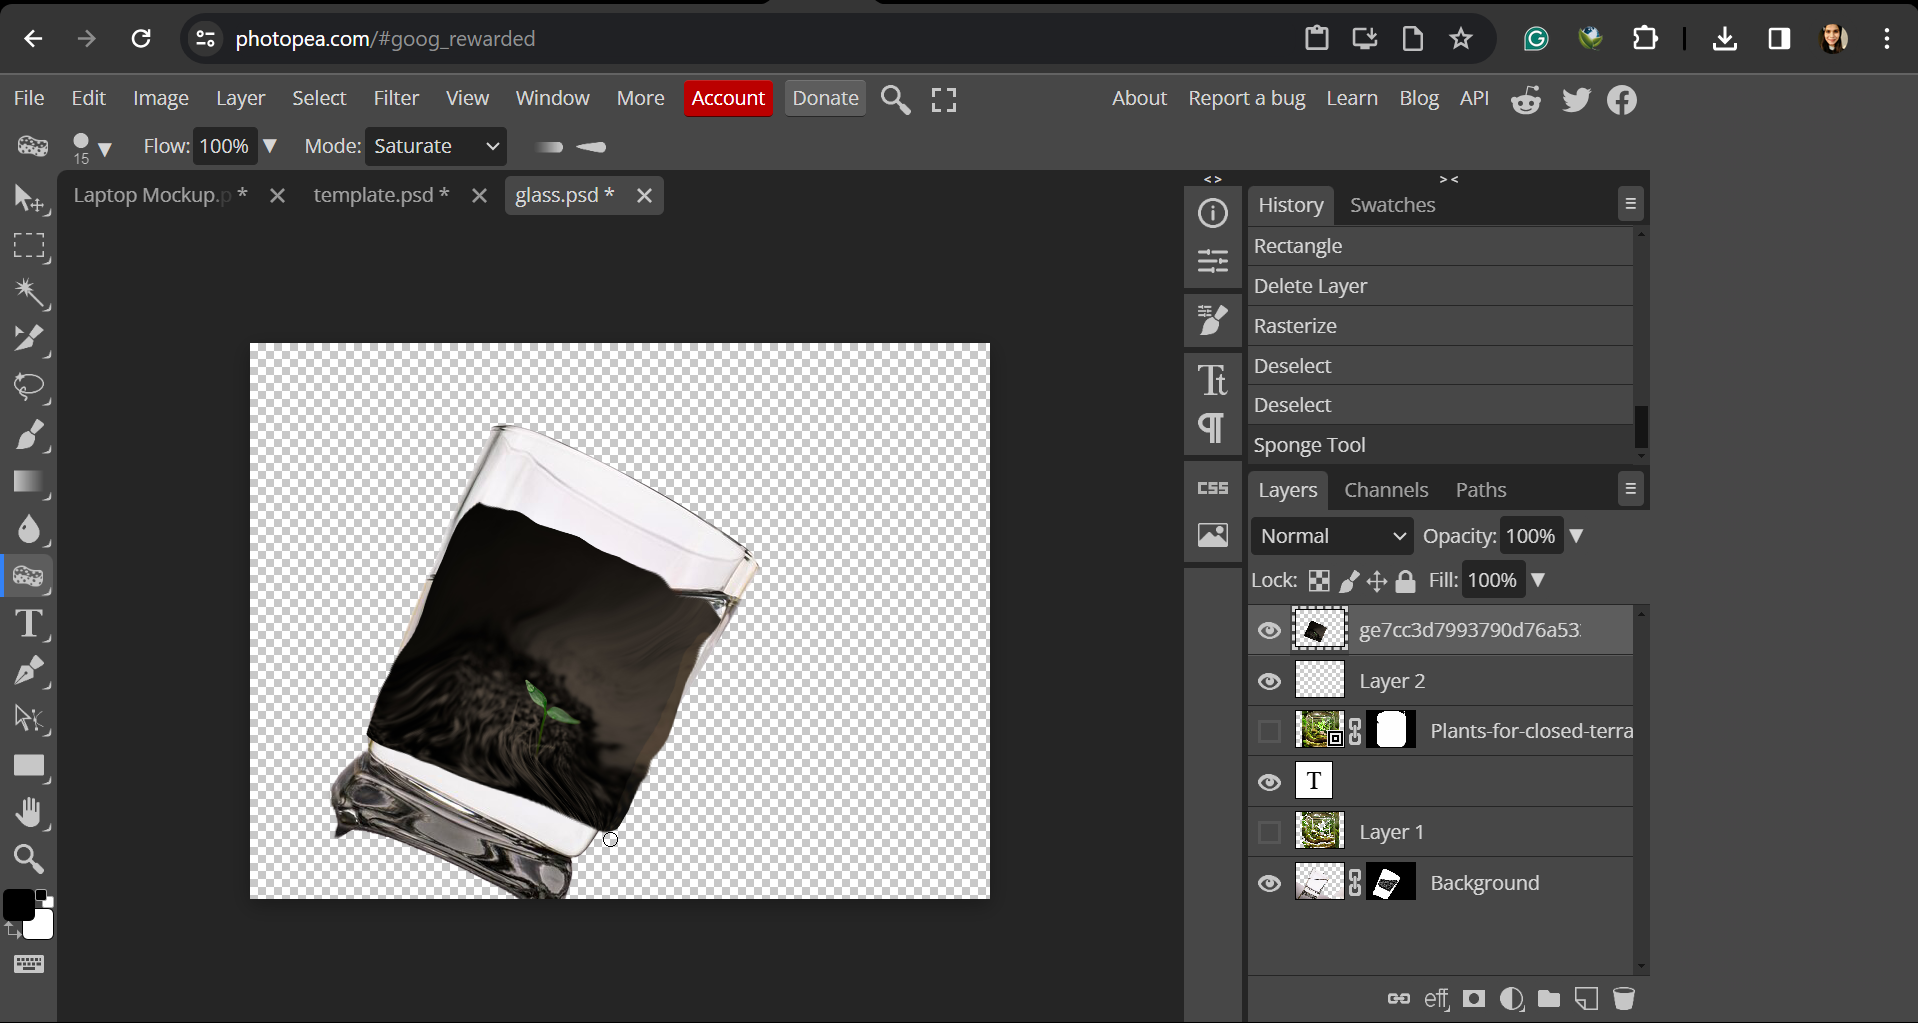 photopea.com/#goog_rewarded
File Edit Image Layer Select Filter View Window More Account Donate About Report a bug Learn Blog API
15 Flow: 100% Mode: Saturate
Laptop Mockup.p * template.psd * glass.psd *
History Swatches
Rectangle
Delete Layer
Rasterize
Deselect
Deselect
Sponge Tool
CSS
Layers Channels Paths
Normal Opacity: 100%
Lock: Fill: 100%
ge7cc3d7993790d76a53
Layer 2
Plants-for-closed-terra
T
Layer 1
Background
eff